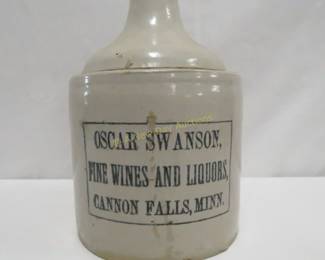 OSCAR SWANSON,
FINE WINES AND LIQUORS,
CANNON FALLS, MINN.